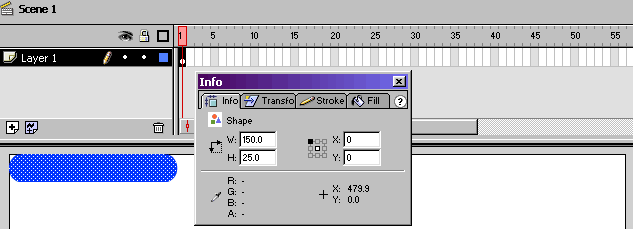 Scene 1
1 5 10 15 20 25 30 35 40 45 50 55
Layer 1
Info
Info Transfo Stroke Fill ?
Shape
W: 150.0 X: 0
H: 25.0 Y: 0
R: -
G: -
B: -
A: -
X: 479.9
Y: 0.0